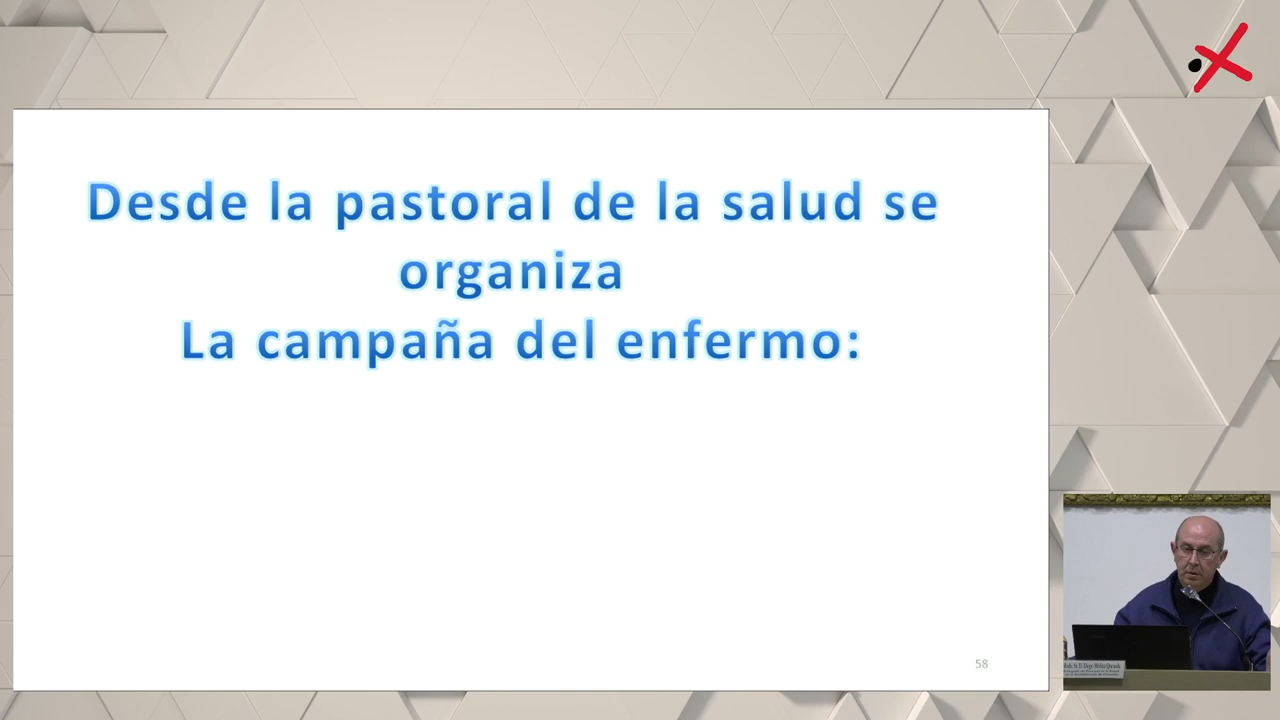 Desde la pastoral de la salud se
organiza
La campaña del enfermo:
58